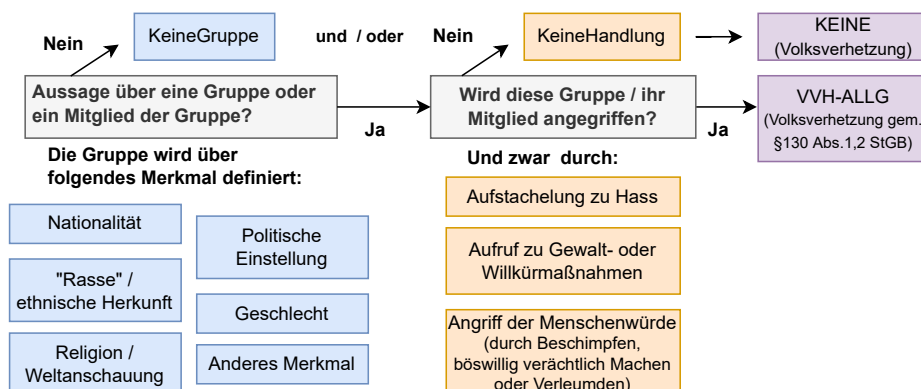 Nein
KeineGruppe
und / oder
Nein
KeineHandlung
KEINE
(Volksverhetzung)
Aussage über eine Gruppe oder
ein Mitglied der Gruppe?
Ja
Wird diese Gruppe / ihr
Mitglied angegriffen?
Ja
VVH-ALLG
(Volksverhetzung gem.
§130 Abs.1,2 StGB)
Die Gruppe wird über
folgendes Merkmal definiert:
Nationalität
"Rasse" /
ethnische Herkunft
Religion /
Weltanschauung
Politische
Einstellung
Geschlecht
Anderes Merkmal
Und zwar durch:
Aufstachelung zu Hass
Aufruf zu Gewalt- oder
Willkürmaßnahmen
Angriff der Menschenwürde
(durch Beschimpfen,
böswillig verächtlich Machen
oder Verleumden)